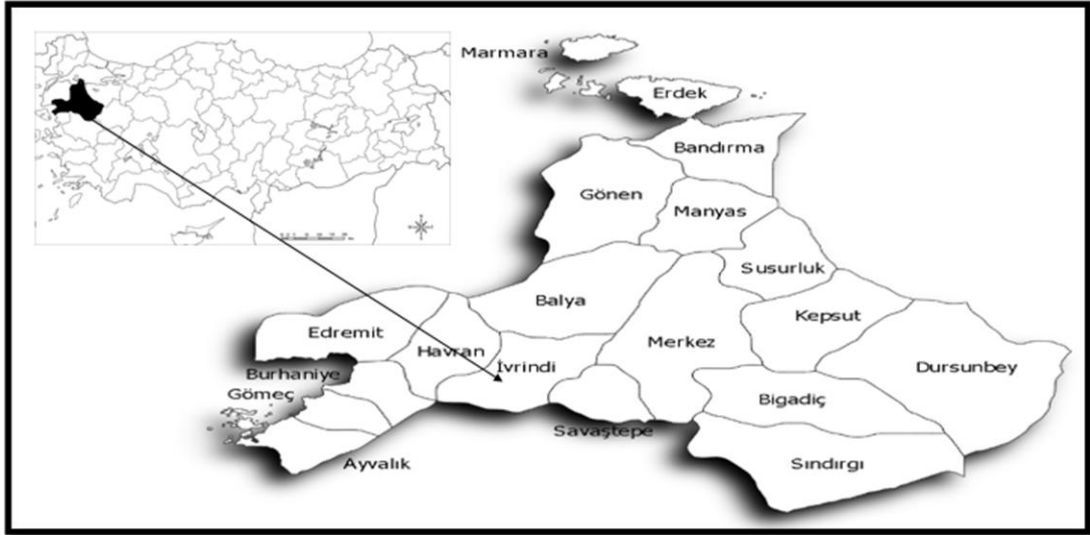 Marmara
Erdek
Bandırma
Gönen
Manyas
Susurluk
Balya
Kepsut
Edremit
Merkez
Havran
İvrindi
Dursunbey
Burhaniye
Gömeç
Bigadiç
Savaştepe
Ayvalık
Sındırgı